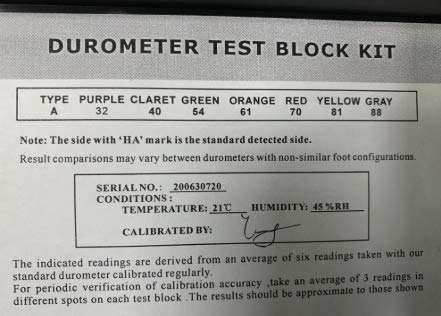 DUROMETER TEST BLOCK KIT
TYPE PURPLE CLARET GREEN ORANGE RED YELLOW GRAY
A 32 40 54 61 70 81 88
Note: The side with 'HA' mark is the standard detected side.
Result comparisons may vary between durometers with non-similar foot configurations.
SERIAL NO.: 200630720
CONDITIONS:
TEMPERATURE: 21℃ HUMIDITY: 45 %RH
CALIBRATED BY:
The indicated readings are derived from an average of six readings taken with our
standard durometer calibrated regularly.
For periodic verification of calibration accuracy ,take an average of 3 readings in
different spots on each test block .The results should be approximate to those shown